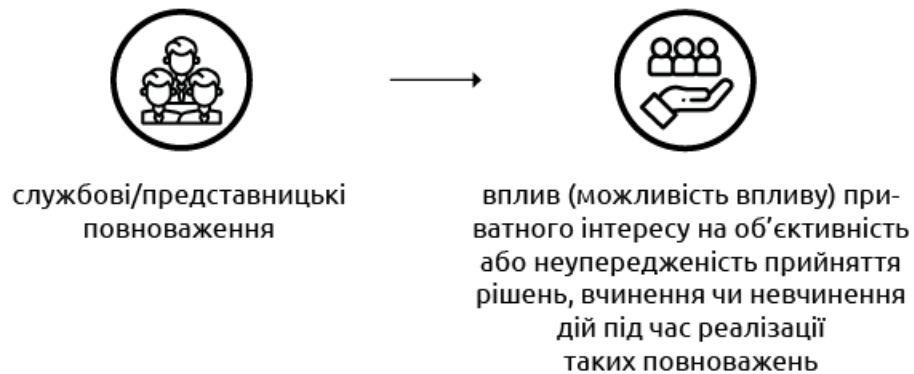 службові/представницькі
повноваження
вплив (можливість впливу) при-
ватного інтересу на об’єктивність
або неупередженість прийняття
рішень, вчинення чи невчинення
дій під час реалізації
таких повноважень